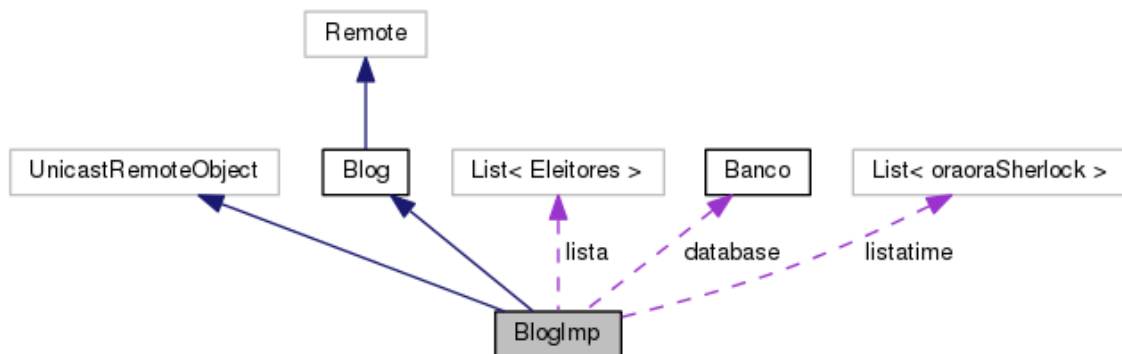 Remote
UnicastRemoteObject
Blog
List< Eleitores >
Banco
List< oraoraSherlock >
lista
database
listatime
BlogImp